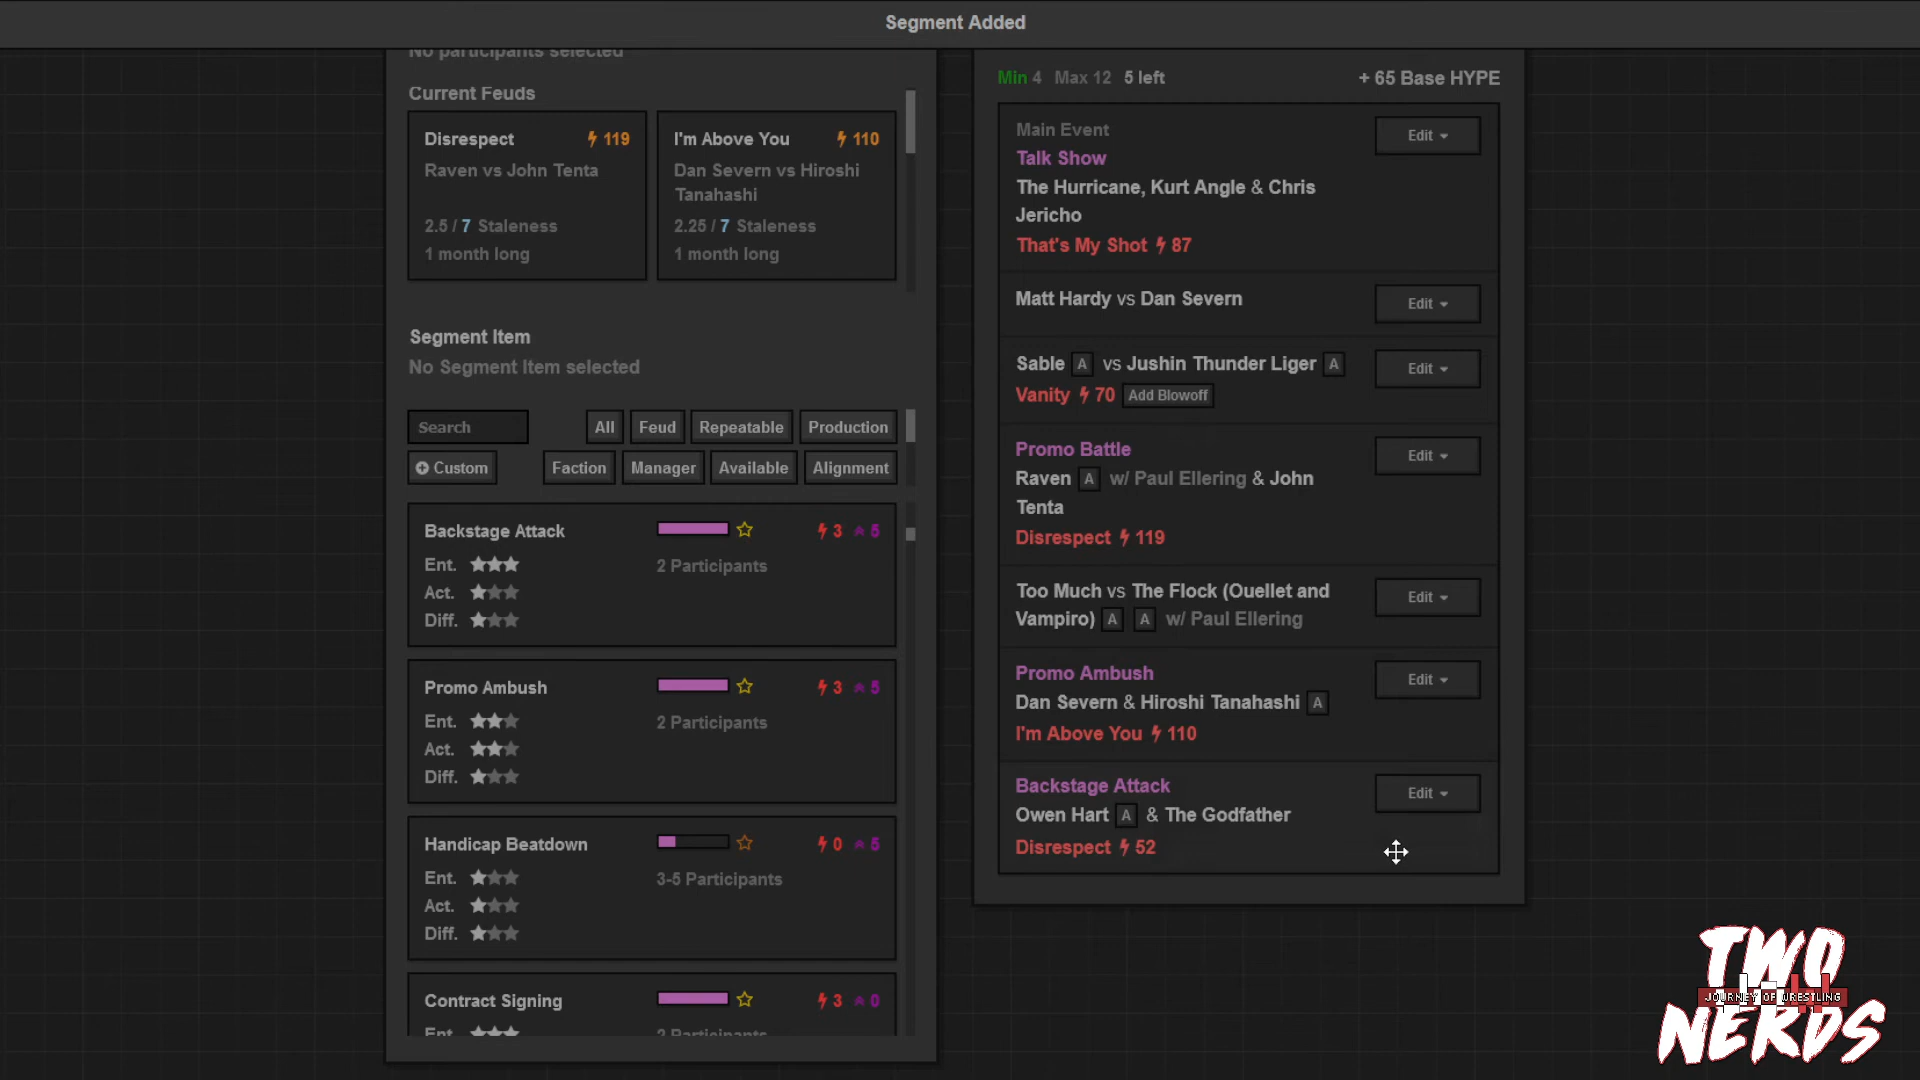 Segment Added
No participants selected
Current Feuds
Disrespect 119
Raven vs John Tenta
2.5 / 7 Staleness
1 month long
I'm Above You 110
Dan Severn vs Hiroshi
Tanahashi
2.25 / 7 Staleness
1 month long
Segment Item
No Segment Item selected
Search
All Feud Repeatable Production
Custom
Faction Manager Available Alignment
Backstage Attack 3 5
Ent. 2 Participants
Act.
Diff.
Promo Ambush 3 5
Ent. 2 Participants
Act.
Diff.
Handicap Beatdown 0 5
Ent. 3-5 Participants
Act.
Diff.
Contract Signing 3 0
Ent. 2 Participants
Min 4 Max 12 5 left + 65 Base HYPE
Main Event Edit
Talk Show
The Hurricane, Kurt Angle & Chris
Jericho
That's My Shot 87
Matt Hardy vs Dan Severn Edit
Sable A vs Jushin Thunder Liger A Edit
Vanity 70 Add Blowoff
Promo Battle Edit
Raven A w/ Paul Ellering & John
Tenta
Disrespect 119
Too Much vs The Flock (Ouellet and Edit
Vampiro) A A w/ Paul Ellering
Promo Ambush Edit
Dan Severn & Hiroshi Tanahashi A
I'm Above You 110
Backstage Attack Edit
Owen Hart A & The Godfather
Disrespect 52
TWO
JOURNEY OF WRESTLING
NERDS